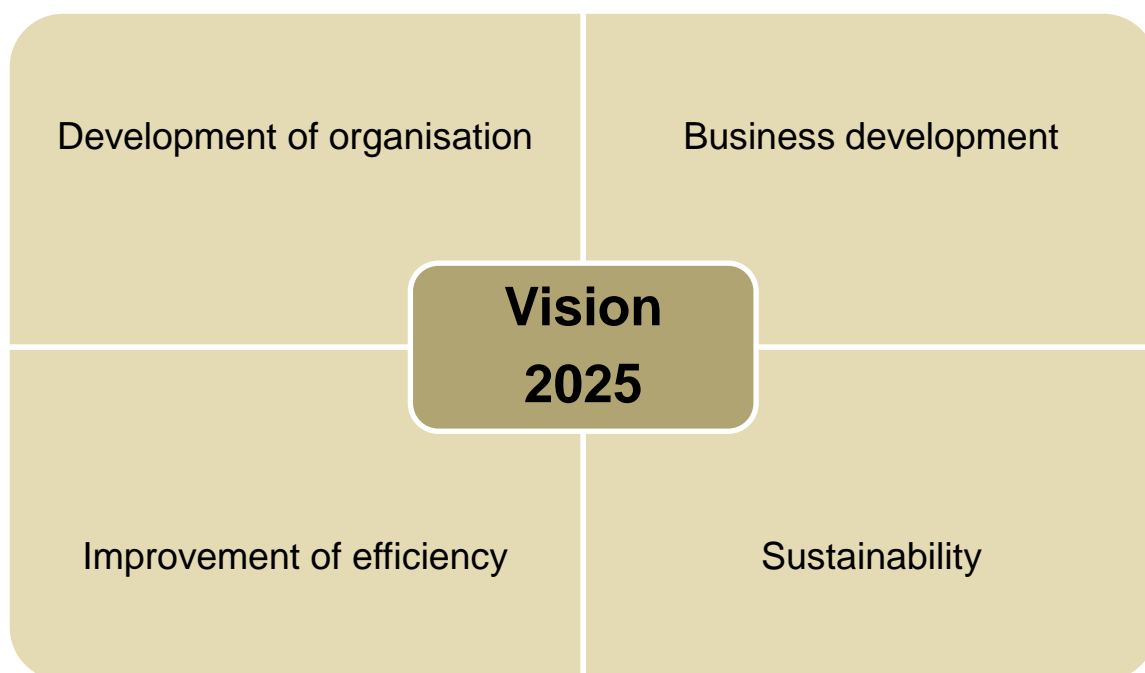 Development of organisation
Business development
Vision
2025
Improvement of efficiency
Sustainability